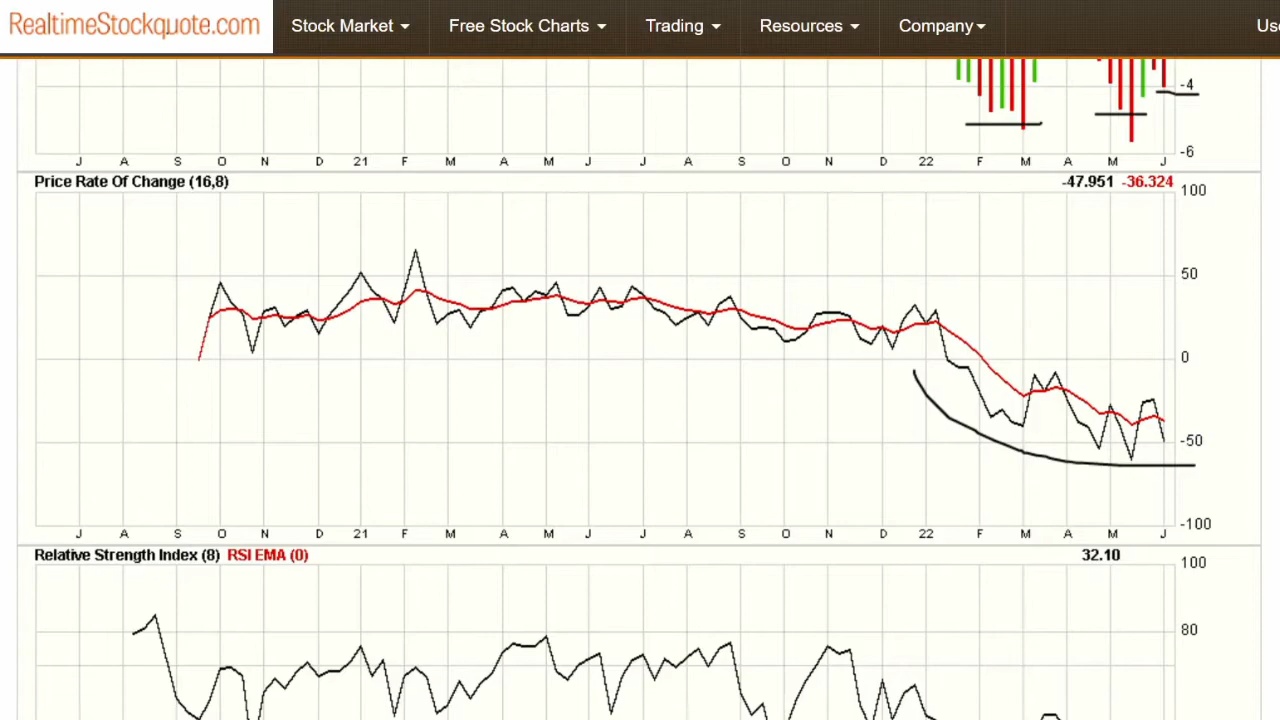 RealtimeStockquote.com Stock Market Free Stock Charts Trading Resources Company Us
-4
-6
J A S O N D 21 F M A M J J A S O N D 22 F M A M J
Price Rate Of Change (16,8) -47.951 -36.324
100
50
0
-50
-100
J A S O N D 21 F M A M J J A S O N D 22 F M A M J
Relative Strength Index (8) RSI EMA (0) 32.10
100
80